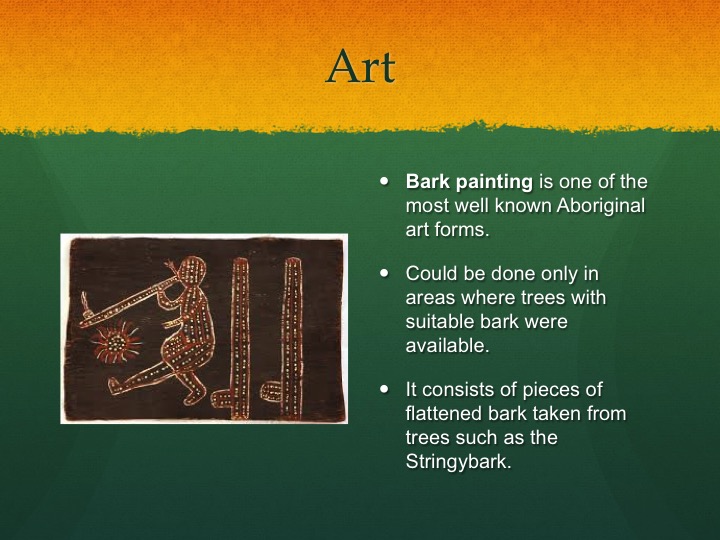 Art
• Bark painting is one of the
most well known Aboriginal
art forms.
• Could be done only in
areas where trees with
suitable bark were
available.
• It consists of pieces of
flattened bark taken from
trees such as the
Stringybark.